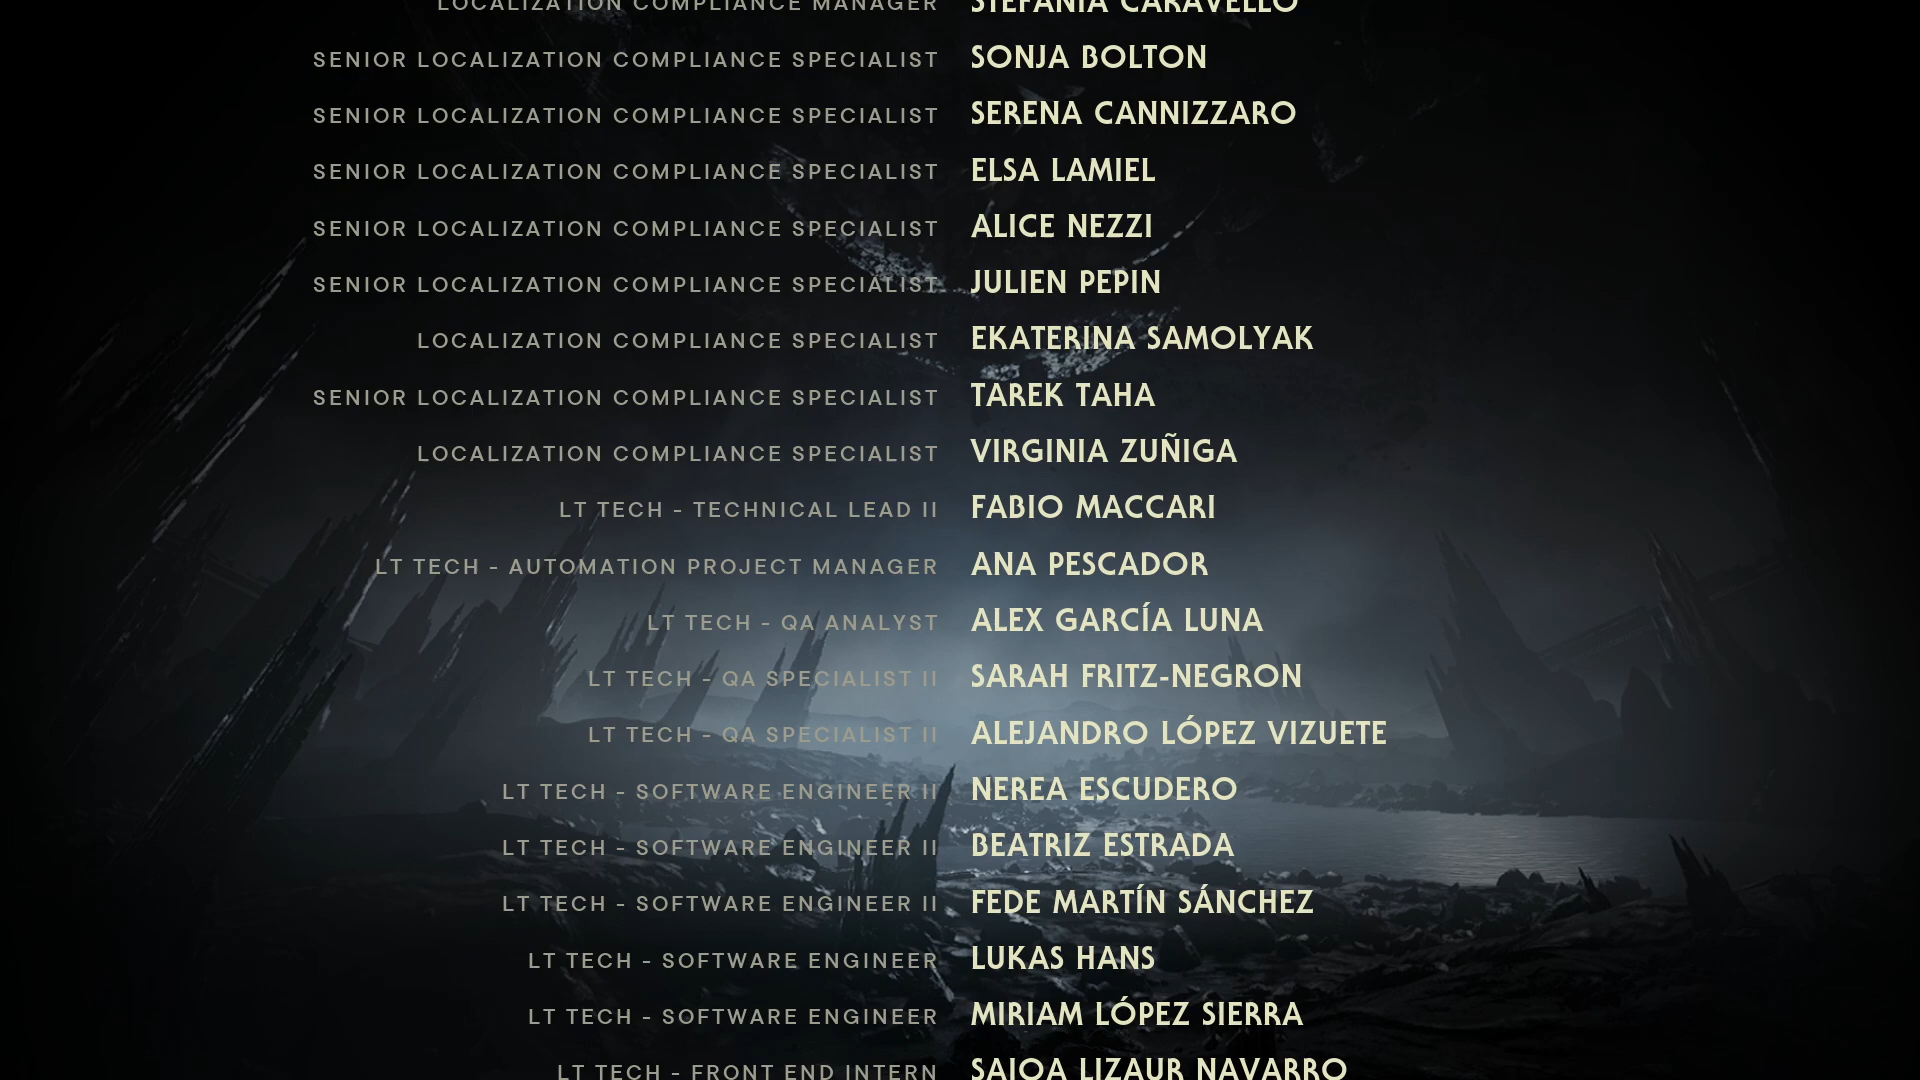 LOCALIZATION COMPLIANCE MANAGER STEFANIA CARAVELLO
SENIOR LOCALIZATION COMPLIANCE SPECIALIST SONJA BOLTON
SENIOR LOCALIZATION COMPLIANCE SPECIALIST SERENA CANNIZZARO
SENIOR LOCALIZATION COMPLIANCE SPECIALIST ELSA LAMIEL
SENIOR LOCALIZATION COMPLIANCE SPECIALIST ALICE NEZZI
SENIOR LOCALIZATION COMPLIANCE SPECIALIST JULIEN PEPIN
LOCALIZATION COMPLIANCE SPECIALIST EKATERINA SAMOLYAK
SENIOR LOCALIZATION COMPLIANCE SPECIALIST TAREK TAHA
LOCALIZATION COMPLIANCE SPECIALIST VIRGINIA ZUÑIGA
LT TECH - TECHNICAL LEAD II FABIO MACCARI
LT TECH - AUTOMATION PROJECT MANAGER ANA PESCADOR
LT TECH - QA ANALYST ALEX GARCÍA LUNA
LT TECH - QA SPECIALIST II SARAH FRITZ-NEGRON
LT TECH - QA SPECIALIST II ALEJANDRO LÓPEZ VIZUETE
LT TECH - SOFTWARE ENGINEER II NEREA ESCUDERO
LT TECH - SOFTWARE ENGINEER II BEATRIZ ESTRADA
LT TECH - SOFTWARE ENGINEER II FEDE MARTÍN SÁNCHEZ
LT TECH - SOFTWARE ENGINEER LUKAS HANS
LT TECH - SOFTWARE ENGINEER MIRIAM LÓPEZ SIERRA
LT TECH - FRONT END INTERN SAIOA LIZAUR NAVARRO